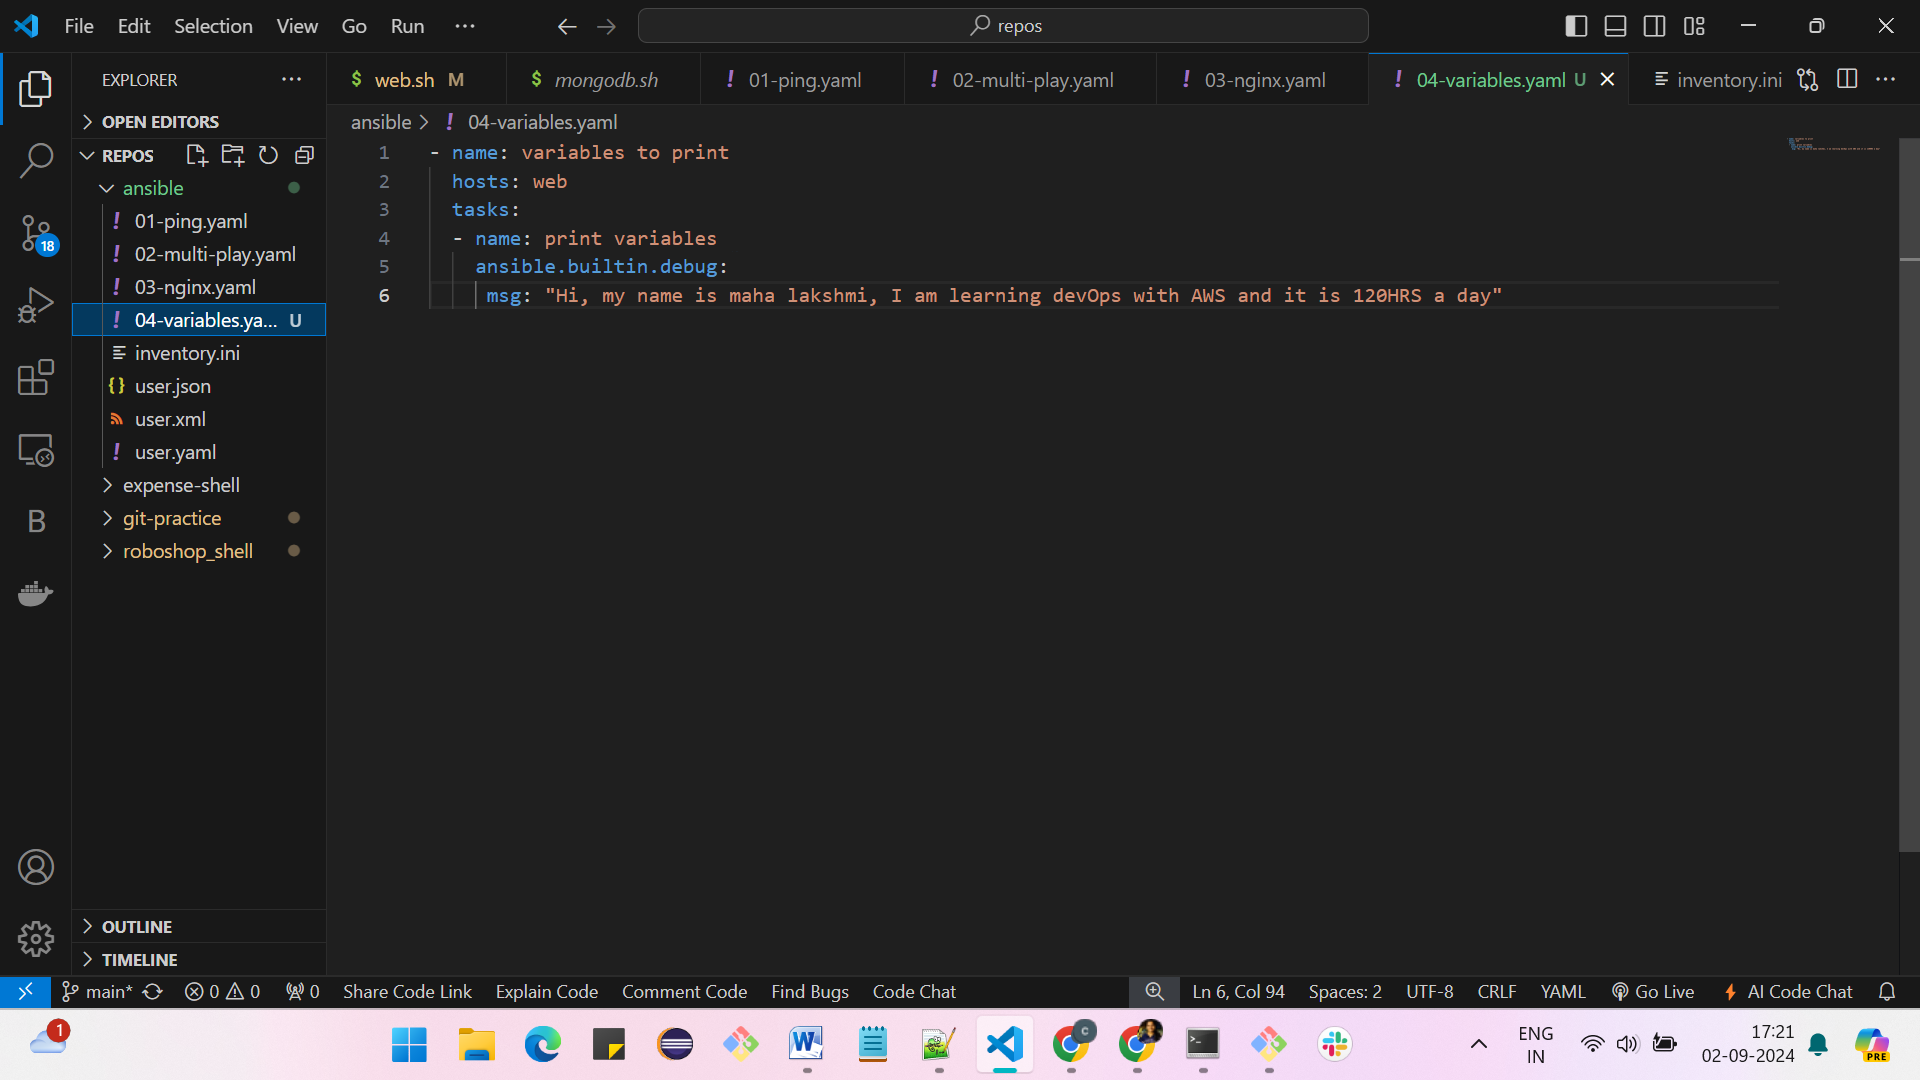 File Edit Selection View Go Run ··· repos
EXPLORER ···
OPEN EDITORS
REPOS
ansible
! 01-ping.yaml
! 02-multi-play.yaml
! 03-nginx.yaml
! 04-variables.ya... U
inventory.ini
{} user.json
user.xml
! user.yaml
expense-shell
git-practice
roboshop_shell
OUTLINE
TIMELINE
18
B
$ web.sh M $ mongodb.sh ! 01-ping.yaml ! 02-multi-play.yaml ! 03-nginx.yaml ! 04-variables.yaml U inventory.ini ···
ansible > ! 04-variables.yaml
1 - name: variables to print
2 hosts: web
3 tasks:
4 - name: print variables
5 ansible.builtin.debug:
6 msg: "Hi, my name is maha lakshmi, I am learning devOps with AWS and it is 120HRS a day"
main* 0 0 0 Share Code Link Explain Code Comment Code Find Bugs Code Chat Ln 6, Col 94 Spaces: 2 UTF-8 CRLF YAML Go Live AI Code Chat
1 W C ENG 17:21
IN 02-09-2024 PRE